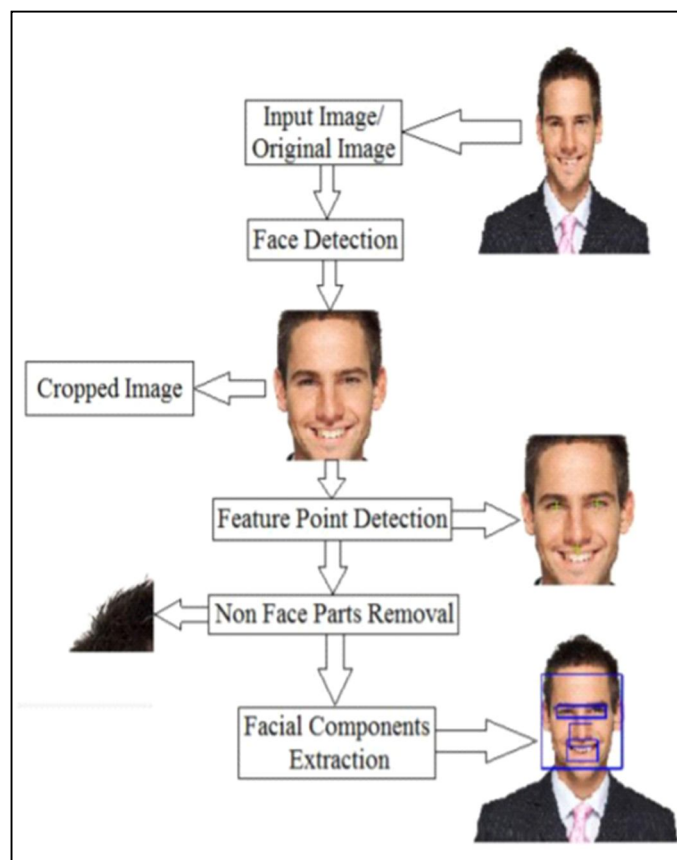 Input Image/
Original Image
Face Detection
Cropped Image
Feature Point Detection
Non Face Parts Removal
Facial Components
Extraction